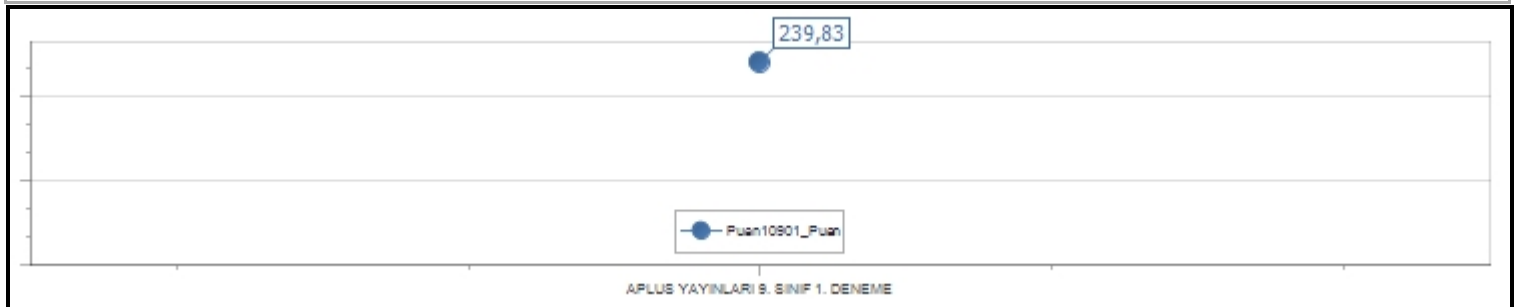 239,83
Puan10901_Puan
APLUS YAYINLARI 9. SINIF 1. DENEME